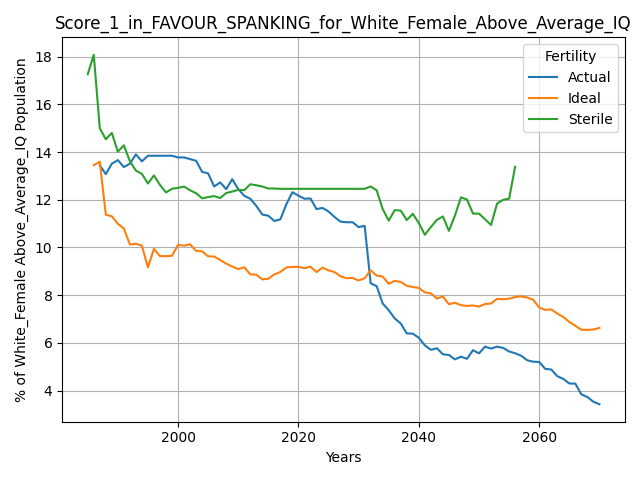 Score_1_in_FAVOUR_SPANKING_for_White_Female_Above_Average_IQ
% of White_Female Above_Average_IQ Population
18
16
14
12
10
8
6
4
Fertility
Actual
Ideal
Sterile
2000
2020
2040
2060
Years